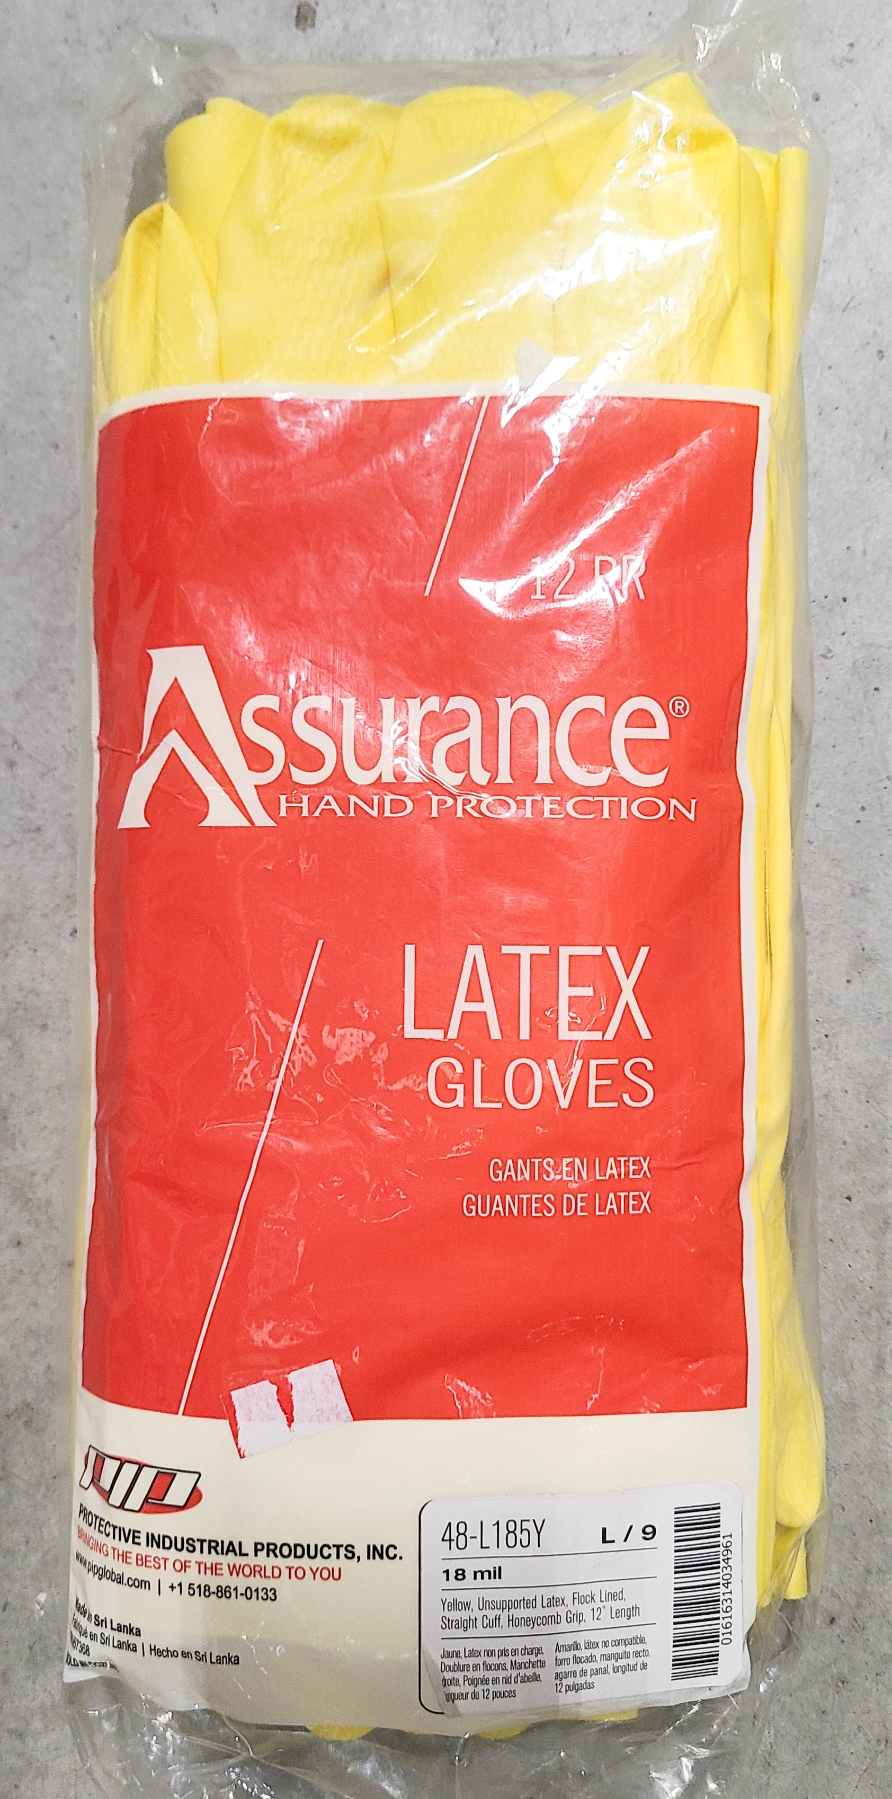 12 PR
Assurance®
HAND PROTECTION
LATEX
GLOVES
GANTS EN LATEX
GUANTES DE LATEX
PIP
PROTECTIVE INDUSTRIAL PRODUCTS, INC.
BRINGING THE BEST OF THE WORLD TO YOU
www.pipglobal.com | +1 518-861-0133
Made in Sri Lanka
en Sri Lanka | Hecho en Sri Lanka
48-L185Y L / 9
18 mil
Yellow, Unsupported Latex, Flock Lined,
Straight Cuff, Honeycomb Grip, 12" Length
Jaune, Latex non pris en charge,
Doublure en flocons, Manchette
droite, Poignée en nid d'abeille,
de 12 pouces
Amarillo, látex no compatible,
forro flocado, manguito recto,
agarre de panal, longitud de
12 pulgadas
01616314034961